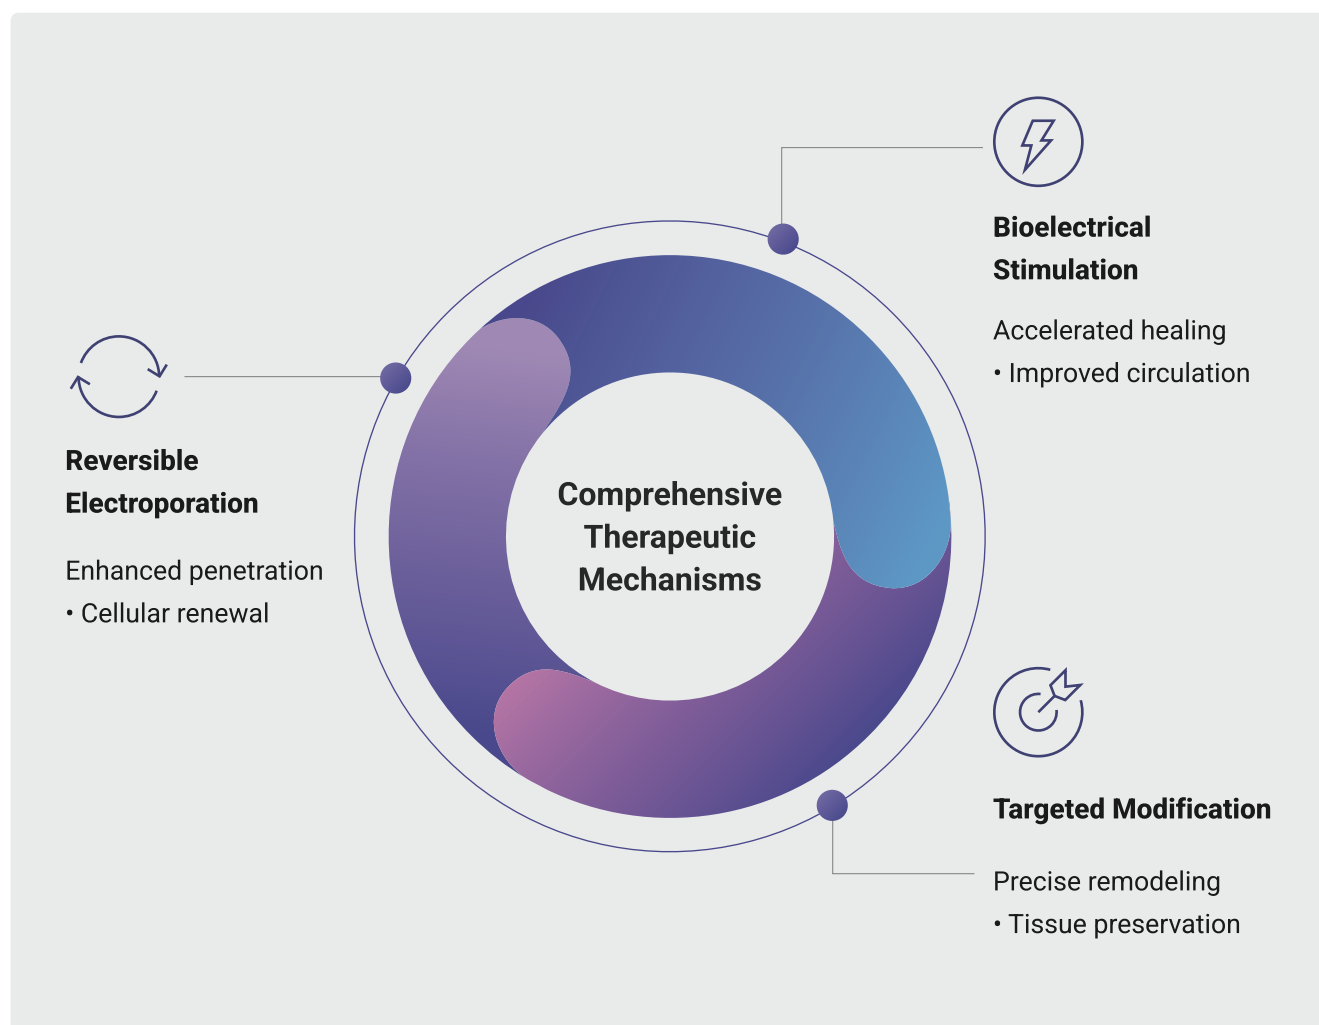 Bioelectrical
Stimulation
Accelerated healing
• Improved circulation
Reversible
Electroporation
Enhanced penetration
• Cellular renewal
Comprehensive
Therapeutic
Mechanisms
Targeted Modification
Precise remodeling
• Tissue preservation